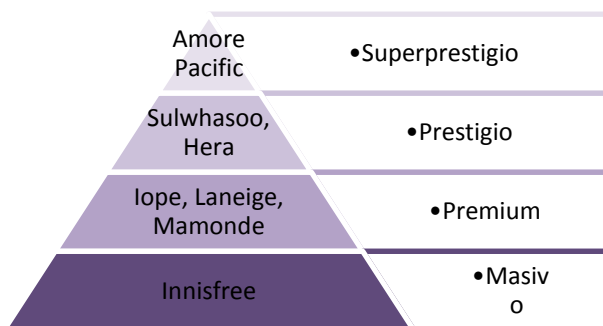 Amore
Pacific
•Superprestigio
Sulwhasoo,
Hera
•Prestigio
Iope, Laneige,
Mamonde
•Premium
Innisfree
•Masiv
o